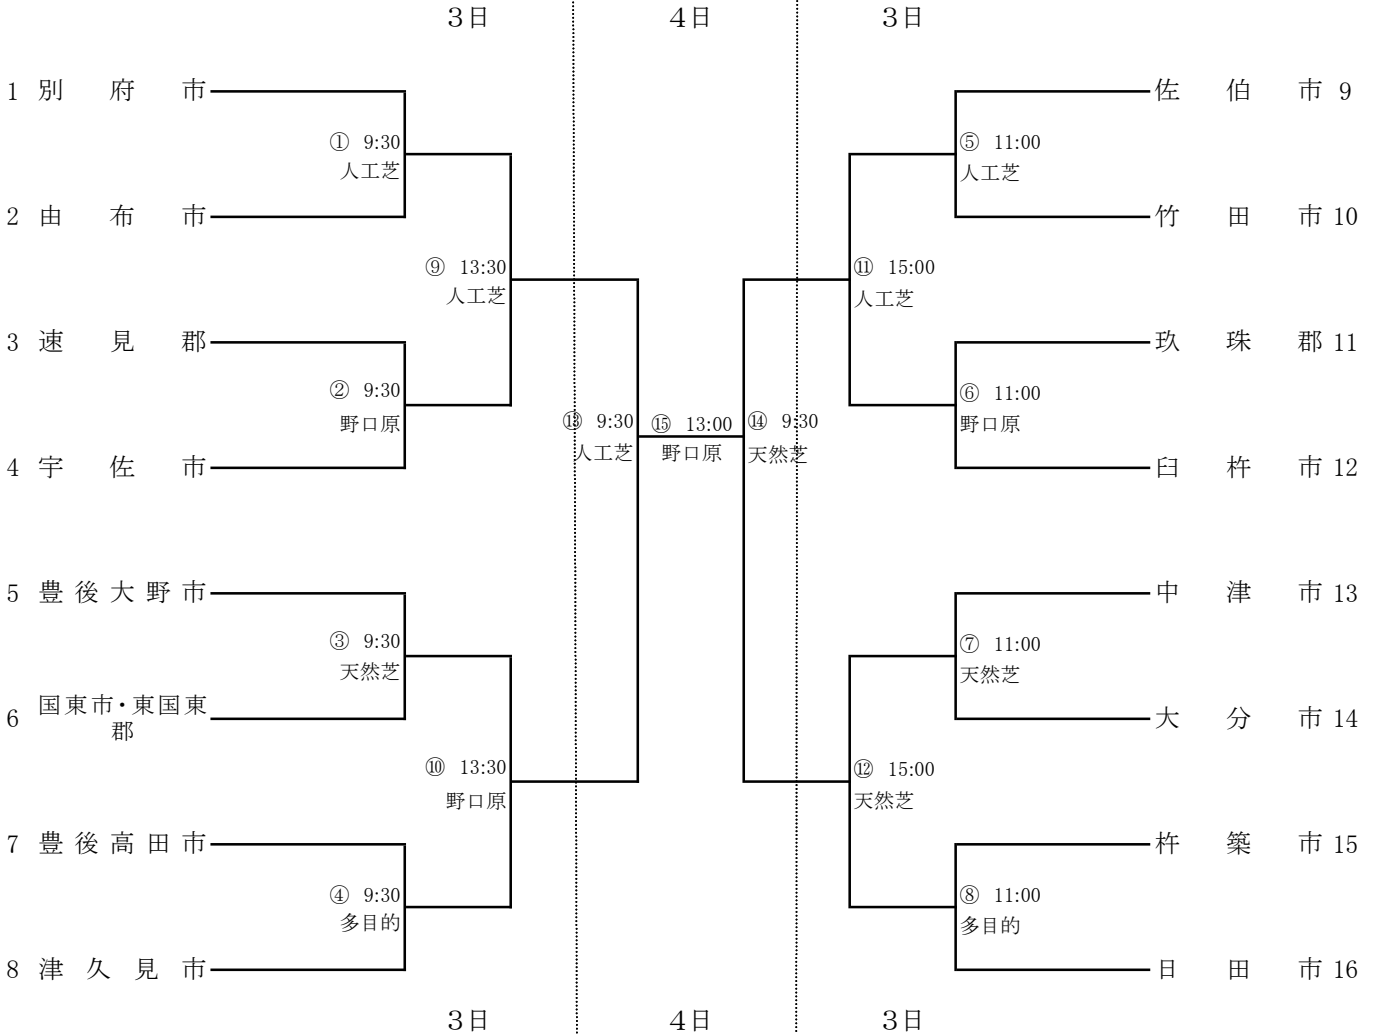 3日 4日 3日
1 別府市
佐伯市 9
① 9:30
人工芝
⑤ 11:00
人工芝
2 由布市
竹田市 10
⑨ 13:30
人工芝
⑪ 15:00
人工芝
3 速見郡
玖珠郡 11
② 9:30
野口原
⑥ 11:00
野口原
⑬ 9:30
人工芝
⑮ 13:00
野口原
⑭ 9:30
天然芝
4 宇佐市
臼杵市 12
5 豊後大野市
中津市 13
③ 9:30
天然芝
⑦ 11:00
天然芝
6 国東市・東国東
郡
大分市 14
⑩ 13:30
野口原
⑫ 15:00
天然芝
7 豊後高田市
杵築市 15
④ 9:30
多目的
⑧ 11:00
多目的
8 津久見市
日田市 16
3日 4日 3日